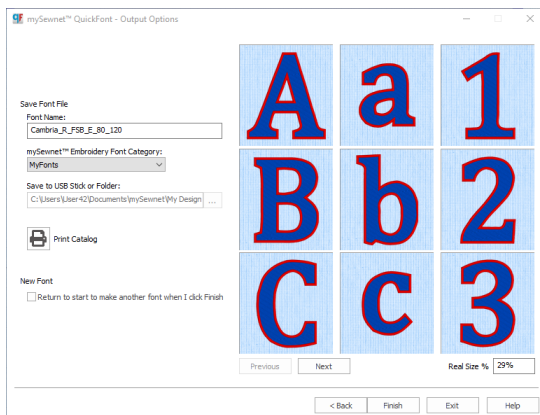 mySewnet™ QuickFont - Output Options
Save Font File
Font Name:
Cambria_R_FSB_E_80_120
mySewnet™ Embroidery Font Category:
MyFonts
Save to USB Stick or Folder:
C:\Users\User42\Documents\mySewnet\My Design ...
Print Catalog
New Font
Return to start to make another font when I click Finish
A a 1
B b 2
C c 3
Previous Next Real Size % 29%
< Back Finish Exit Help